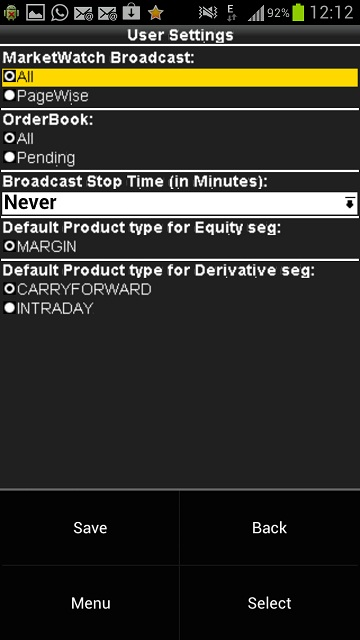 E
92%
12:12
User Settings
MarketWatch Broadcast:
All
PageWise
OrderBook:
All
Pending
Broadcast Stop Time (in Minutes):
Never
Default Product type for Equity seg:
MARGIN
Default Product type for Derivative seg:
CARRYFORWARD
INTRADAY
Save
Back
Menu
Select